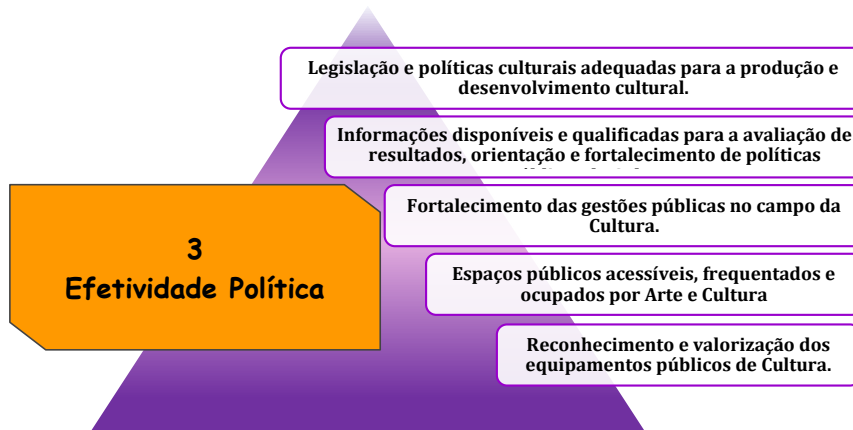 Legislação e políticas culturais adequadas para a produção e
desenvolvimento cultural.
Informações disponíveis e qualificadas para a avaliação de
resultados, orientação e fortalecimento de políticas
3
Efetividade Política
Fortalecimento das gestões públicas no campo da
Cultura.
Espaços públicos acessíveis, frequentados e
ocupados por Arte e Cultura
Reconhecimento e valorização dos
equipamentos públicos de Cultura.